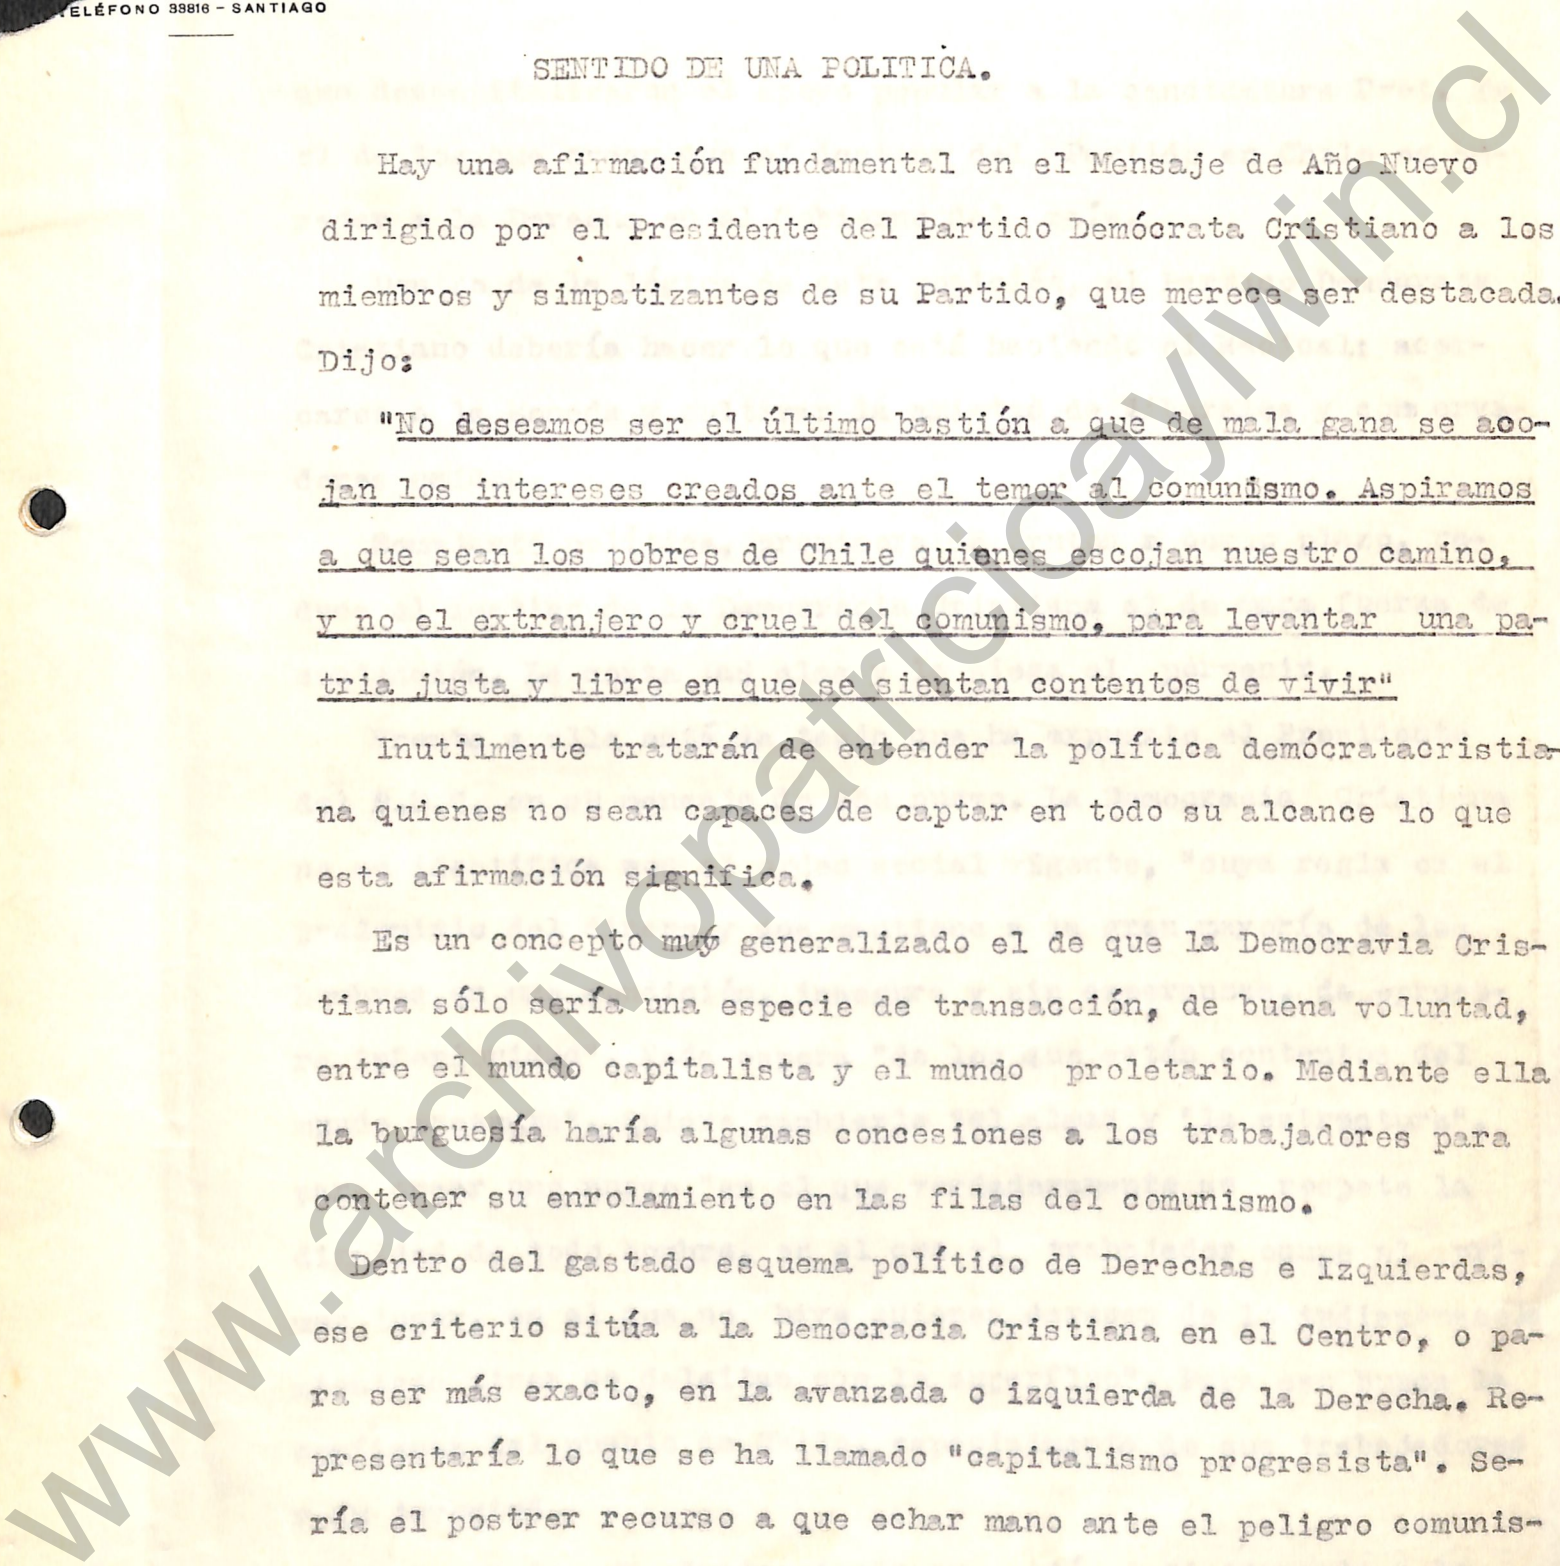 TELÉFONO 33816 - SANTIAGO
SENTIDO DE UNA POLITICA.
Hay una afirmación fundamental en el Mensaje de Año Nuevo
dirigido por el Presidente del Partido Demócrata Cristiano a los
miembros y simpatizantes de su Partido, que merece ser destacada.
Dijo:
"No deseamos ser el último bastión a que de mala gana se aco-
jan los intereses creados ante el temor al comunismo. Aspiramos
a que sean los pobres de Chile quienes escojan nuestro camino,
y no el extranjero y cruel del comunismo, para levantar una pa-
tria justa y libre en que se sientan contentos de vivir"
Inutilmente tratarán de entender la política demócratacristia-
na quienes no sean capaces de captar en todo su alcance lo que
esta afirmación significa.
Es un concepto muy generalizado el de que la Democravia Cris-
tiana sólo sería una especie de transacción, de buena voluntad,
entre el mundo capitalista y el mundo proletario. Mediante ella
la burguesía haría algunas concesiones a los trabajadores para
contener su enrolamiento en las filas del comunismo.
Dentro del gastado esquema político de Derechas e Izquierdas,
ese criterio sitúa a la Democracia Cristiana en el Centro, o pa-
ra ser más exacto, en la avanzada o izquierda de la Derecha. Re-
presentaría lo que se ha llamado "capitalismo progresista". Se-
ría el postrer recurso a que echar mano ante el peligro comunis-
www.archivopatricioaylwin.cl